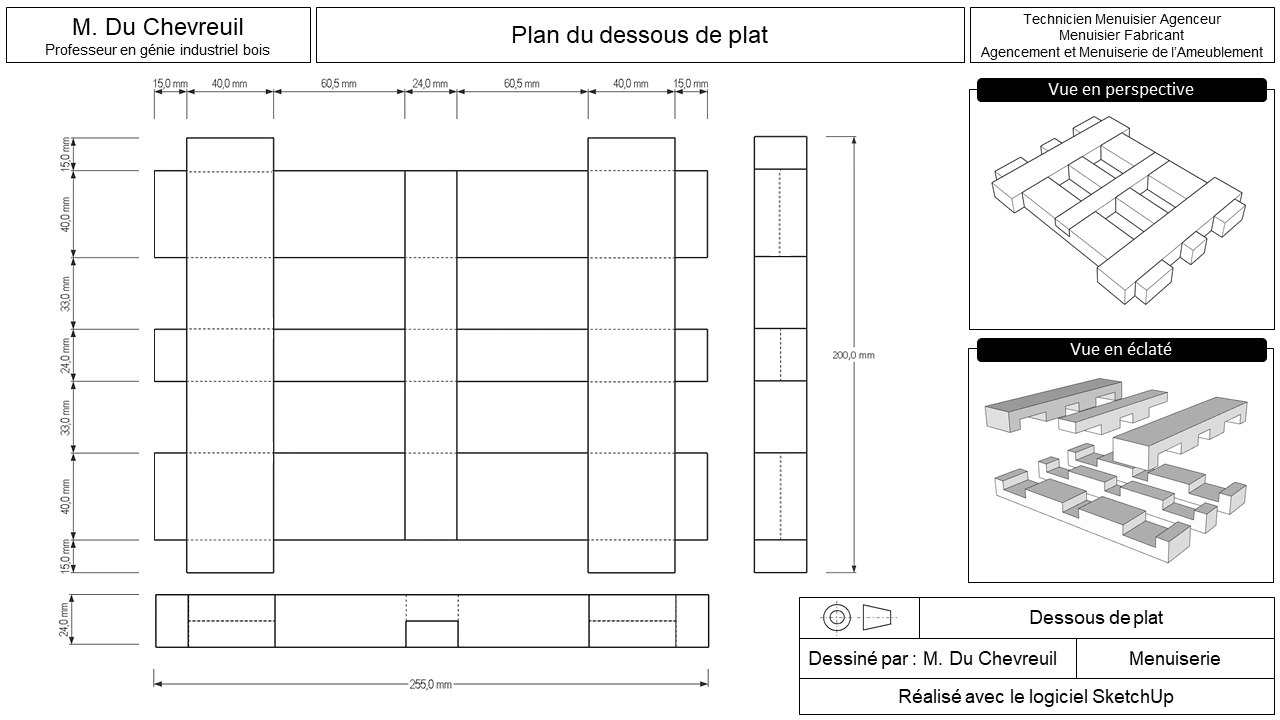 M. Du Chevreuil
Professeur en génie industriel bois
Plan du dessous de plat
Technicien Menuisier Agenceur
Menuisier Fabricant
Agencement et Menuiserie de l'Ameublement
15,0 mm
40,0 mm
60,5 mm
24,0 mm
60,5 mm
40,0 mm
15,0 mm
15,0 mm
40,0 mm
33,0 mm
24,0 mm
33,0 mm
40,0 mm
15,0 mm
200,0 mm
24,0 mm
255,0 mm
Vue en perspective
Vue en éclaté
Dessous de plat
Dessiné par : M. Du Chevreuil
Menuiserie
Réalisé avec le logiciel SketchUp